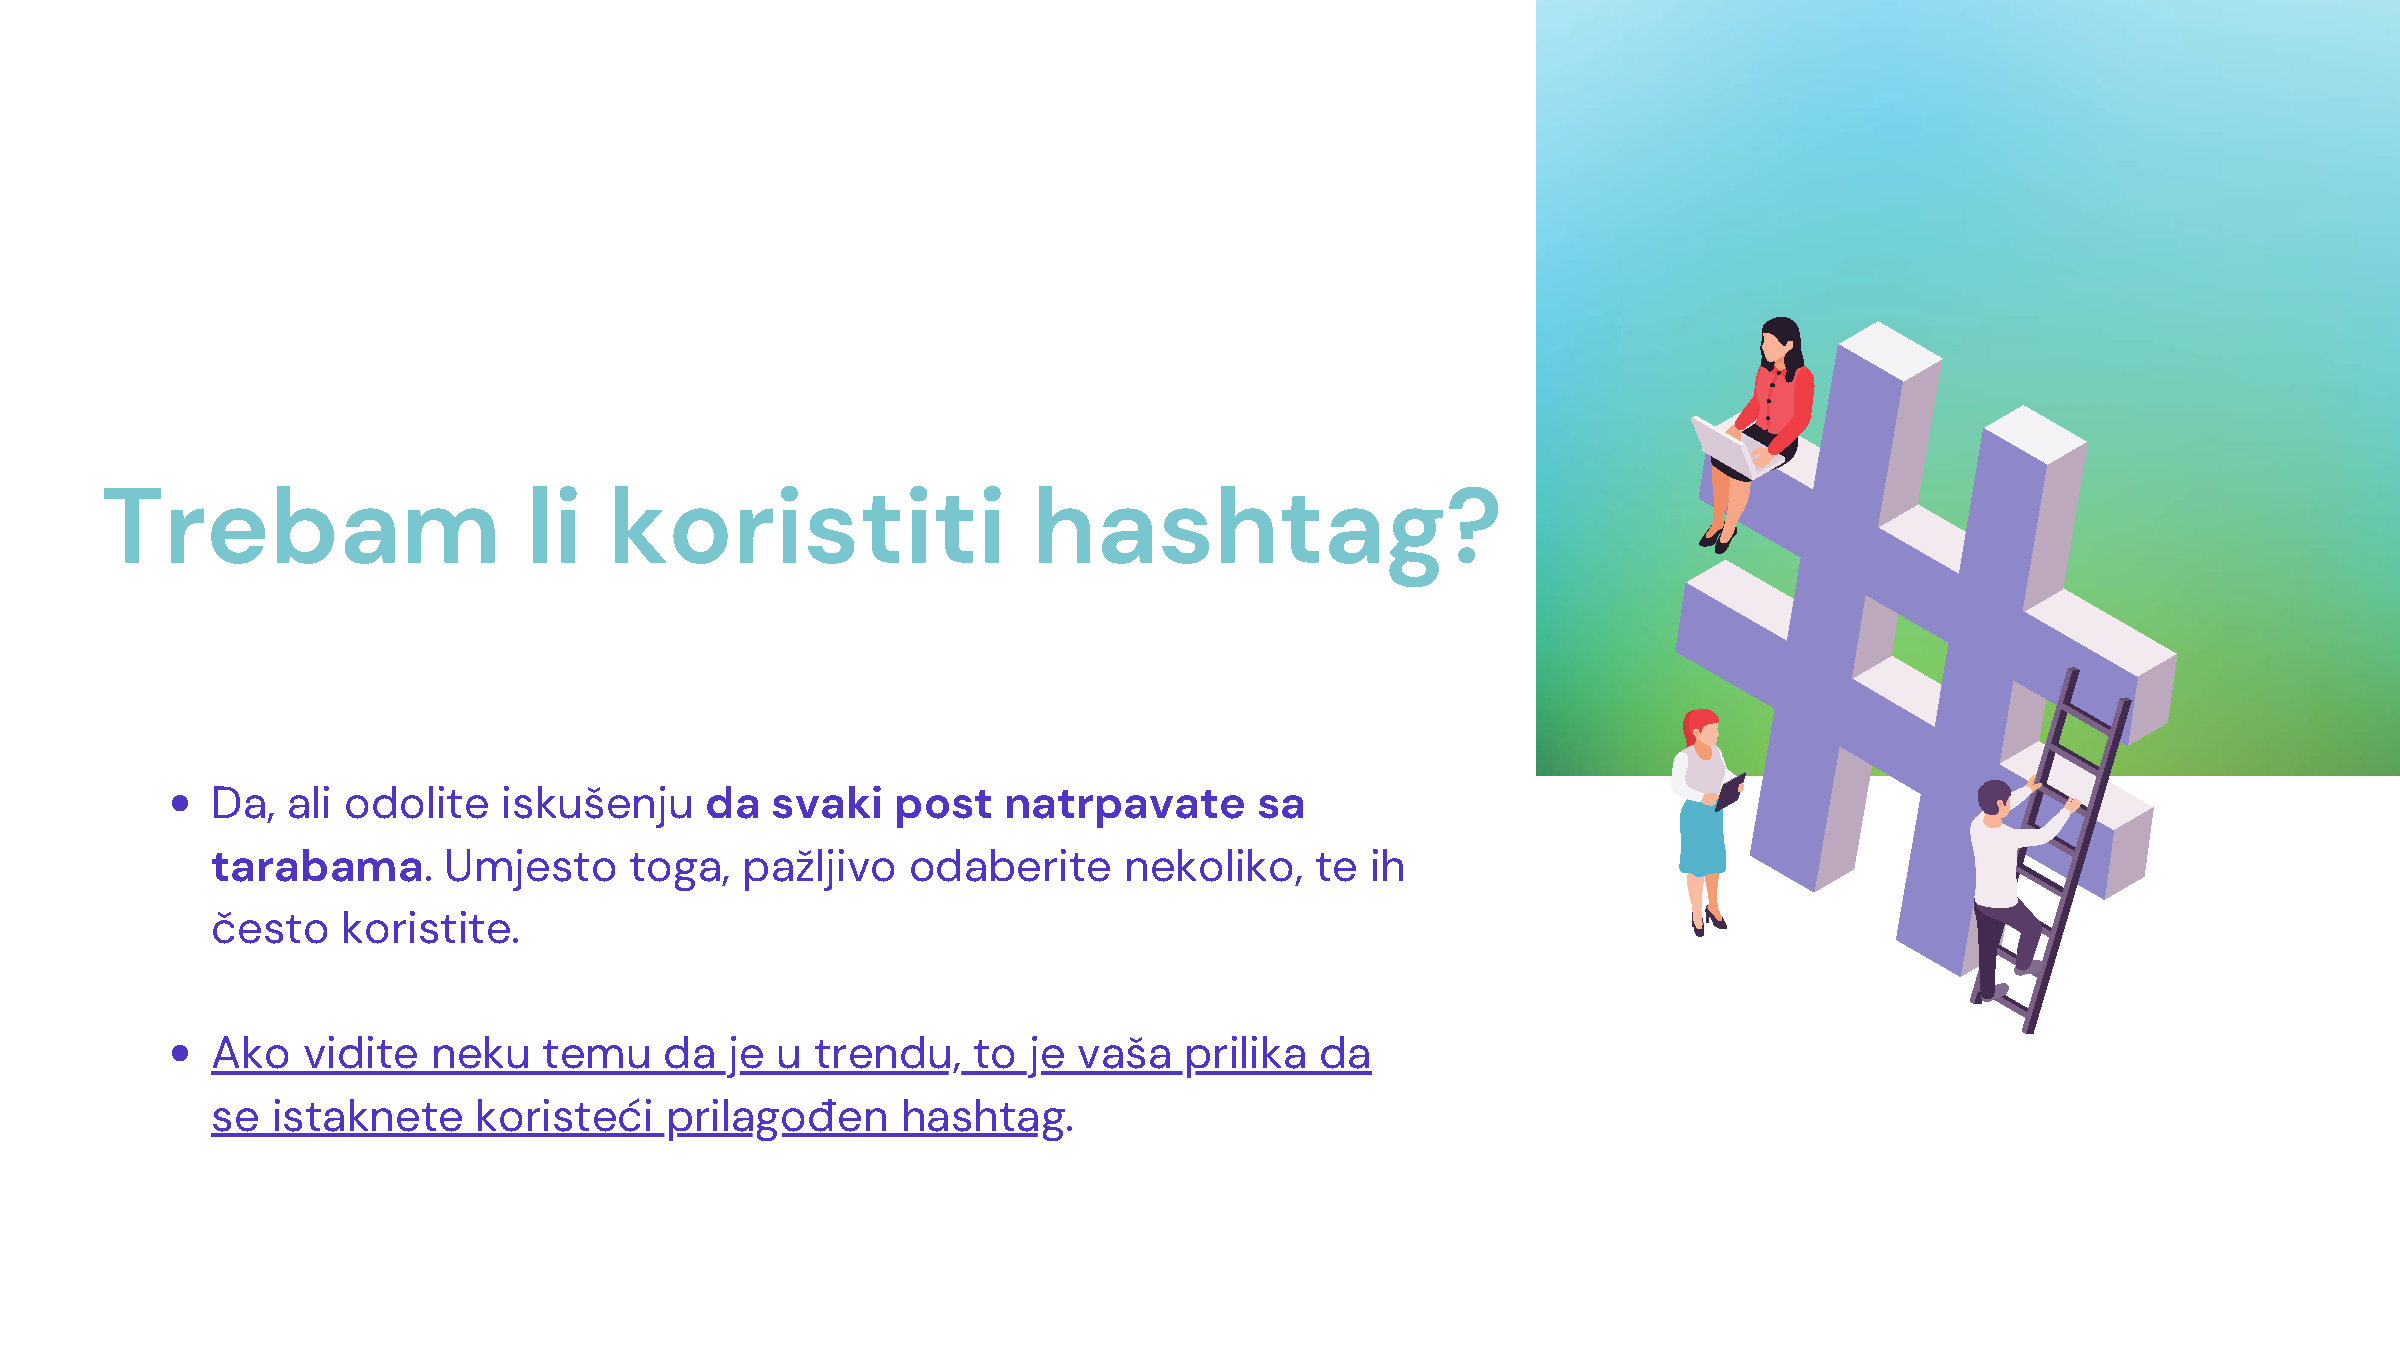 Trebam li koristiti hashtag?
Da, ali odolite iskušenju da svaki post natrpavate sa
tarabama. Umjesto toga, pažljivo odaberite nekoliko, te ih
često koristite.
Ako vidite neku temu da je u trendu, to je vaša prilika da
se istaknete koristeći prilagođen hashtag.